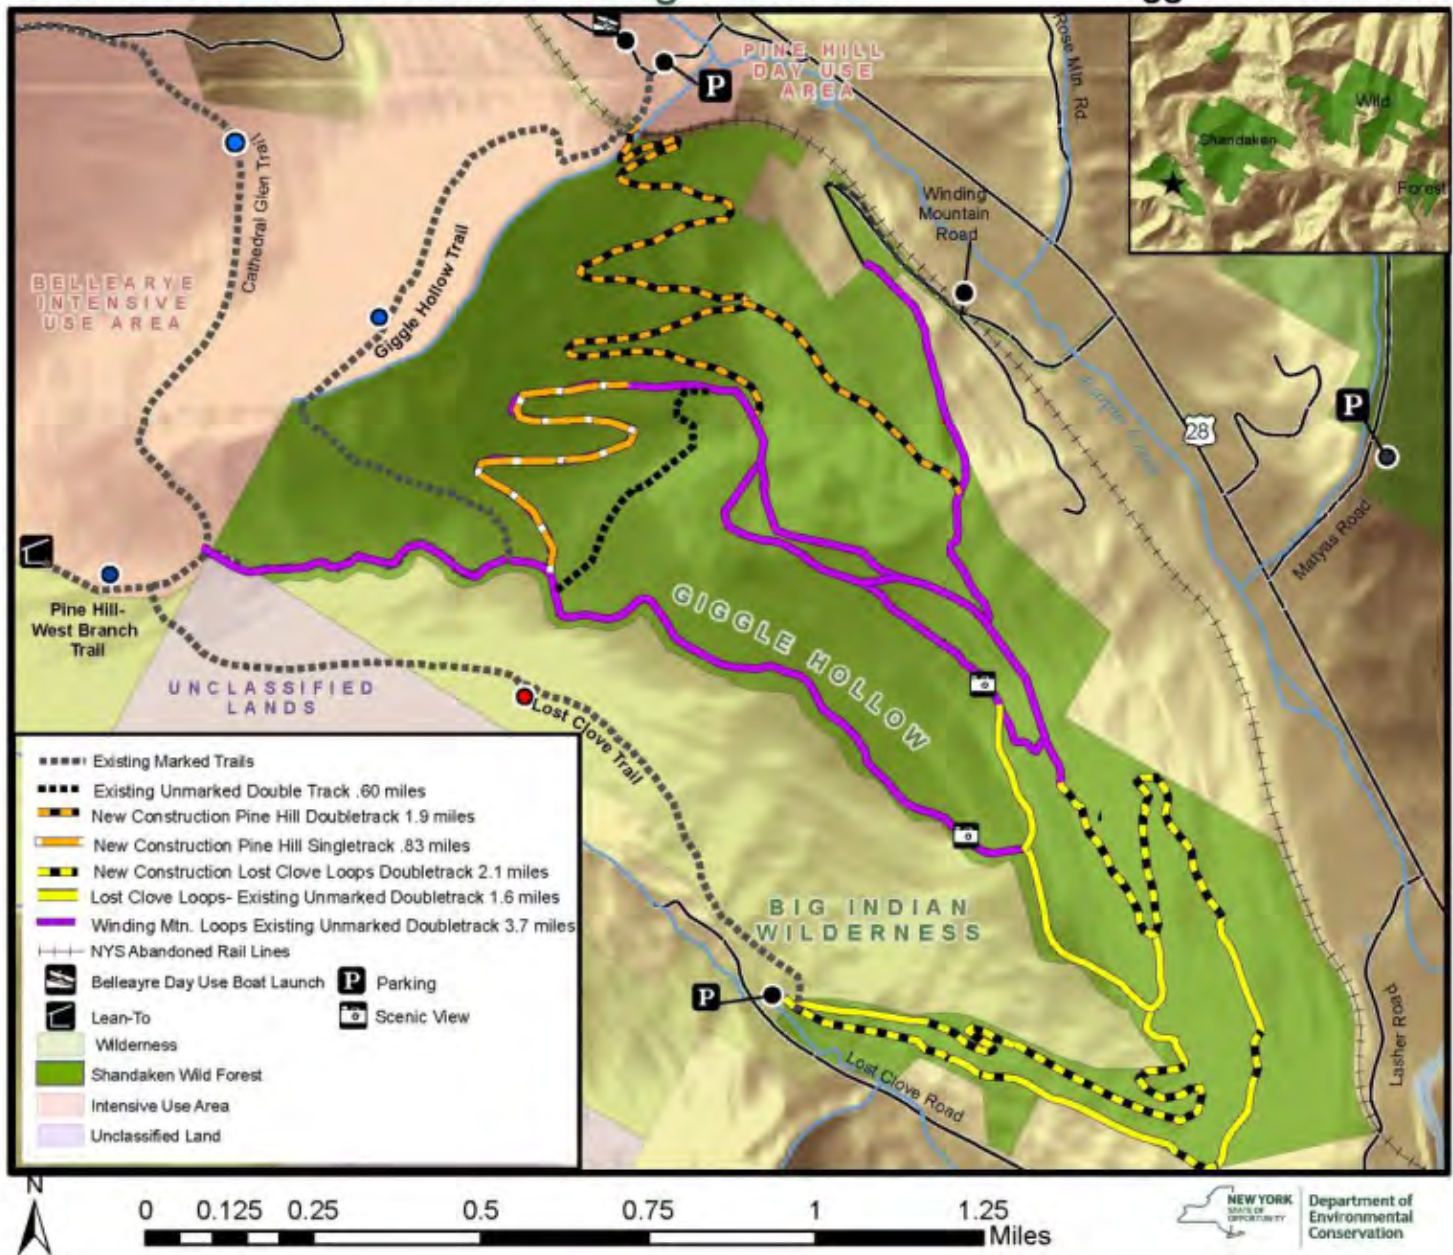 PINE HILL
DAY USE
AREA
Rose Mtn. Rd.
Wild
Shandaken
Forest
Cathedral Glen Trail
Giggle Hollow Trail
Winding
Mountain
Road
BELLEARYE
INTENSIVE
USE AREA
P
P
28
Matyas Road
Pine Hill-
West Branch
Trail
GIGGLE HOLLOW
UNCLASSIFIED
LANDS
Lost Clove Trail
Existing Marked Trails
Existing Unmarked Double Track .60 miles
New Construction Pine Hill Doubletrack 1.9 miles
New Construction Pine Hill Singletrack .83 miles
New Construction Lost Clove Loops Doubletrack 2.1 miles
Lost Clove Loops- Existing Unmarked Doubletrack 1.6 miles
Winding Mtn. Loops Existing Unmarked Doubletrack 3.7 miles
NYS Abandoned Rail Lines
Belleayre Day Use Boat Launch P Parking
Lean-To Scenic View
Wilderness
Shandaken Wild Forest
Intensive Use Area
Unclassified Land
BIG INDIAN
WILDERNESS
P
Lost Clove Road
Lasher Road
N
0 0.125 0.25 0.5 0.75 1 1.25
Miles
NEW YORK
STATE OF
OPPORTUNITY
Department of
Environmental
Conservation